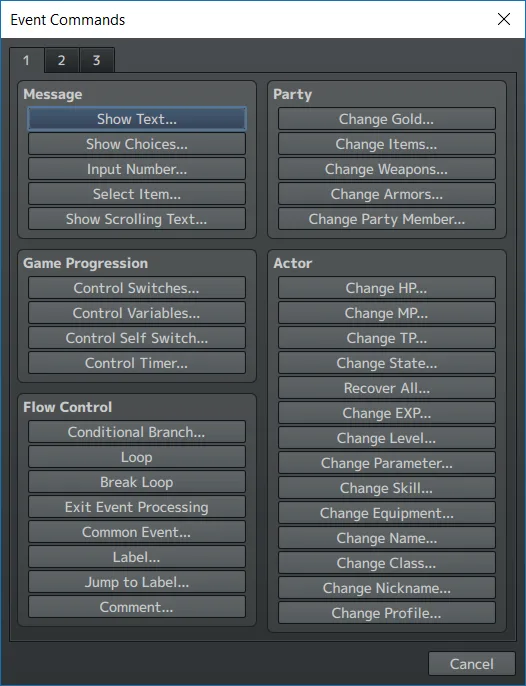 Event Commands
1
2
3
Message
Show Text...
Show Choices...
Input Number...
Select Item...
Show Scrolling Text...
Game Progression
Control Switches...
Control Variables...
Control Self Switch...
Control Timer...
Flow Control
Conditional Branch...
Loop
Break Loop
Exit Event Processing
Common Event...
Label...
Jump to Label...
Comment...
Party
Change Gold...
Change Items...
Change Weapons...
Change Armors...
Change Party Member...
Actor
Change HP...
Change MP...
Change TP...
Change State...
Recover All...
Change EXP...
Change Level...
Change Parameter...
Change Skill...
Change Equipment...
Change Name...
Change Class...
Change Nickname...
Change Profile...
Cancel